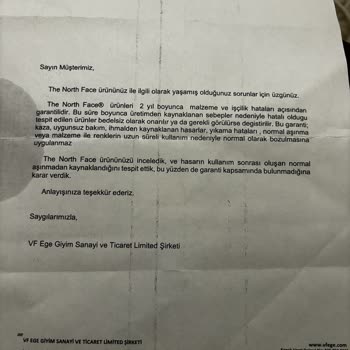 Sayın Müşterimiz,
The North Face ürününüz ile ilgili olarak yaşamış olduğunuz sorunlar için üzgünüz.
The North Face® ürünleri 2 yıl boyunca malzeme ve işçilik hataları açısından
garantilidir. Bu süre boyunca üretimden kaynaklanan sebepler nedeniyle hatalı olduğu
tespit edilen ürünler bedelsiz olarak onarılır ya da gerekli görülürse değistirilir. Bu garanti;
kaza, uygunsuz bakım, ihmalden kaynaklanan hasarlar, yıkama hataları , normal aşınma
veya malzeme ile renklerin uzun süreli kullanım nedeniyle normal olarak bozulmasına
uygulanmaz
The North Face Ürününüzü inceledik, ve hasarın kullanım sonrası oluşan normal
aşınmadan kaynaklandığını tespit ettik, bu yüzden de garanti kapsamında bulunmadığına
karar verdik.
Anlayışınıza teşekkür ederiz.
Saygılarımızla,
VF Ege Giyim Sanayi ve Ticaret Limited Şirketi
VF EGE GİYİM SANAYİ VE TİCARET LİMİTED ŞİRKETİ
www.vfege.com